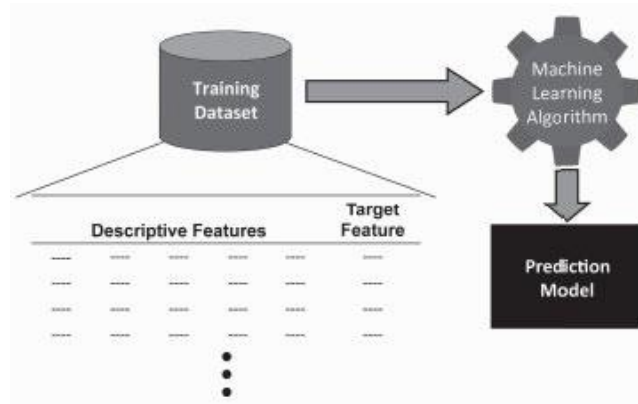 Training
Dataset
Machine
Learning
Algorithm
Descriptive Features
Target
Feature
---- ---- ---- ---- ---- ----
---- ---- ---- ---- ---- ----
---- ---- ---- ---- ---- ----
---- ---- ---- ---- ---- ----
Prediction
Model